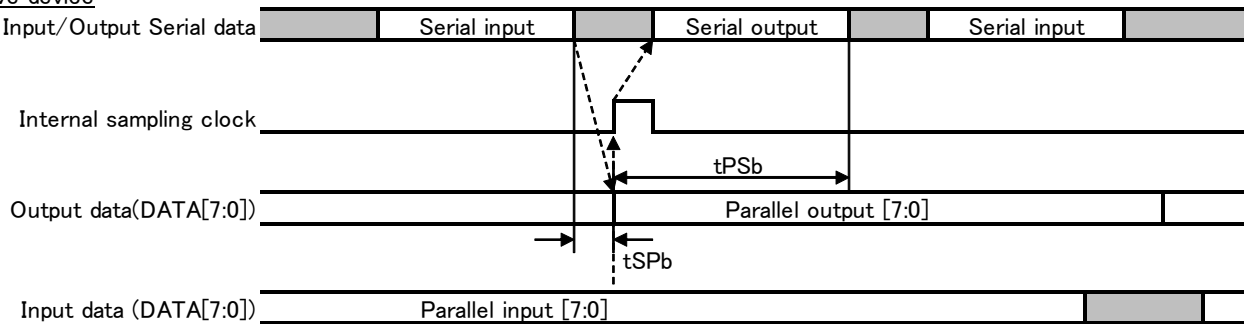 device
Input/Output Serial data Serial input Serial output Serial input
Internal sampling clock
tPSb
Output data(DATA[7:0]) Parallel output [7:0]
tSPb
Input data (DATA[7:0]) Parallel input [7:0]